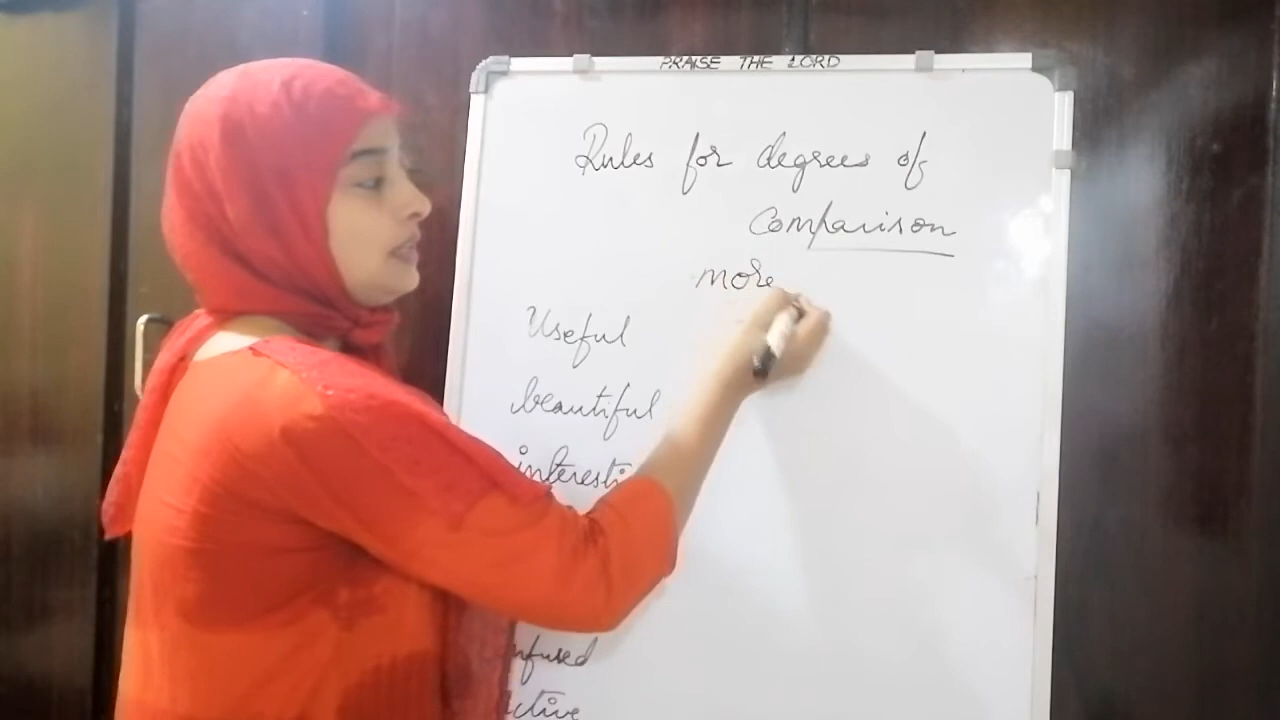 PRAISE THE LORD
Rules for degrees of
Comparison
more
Useful
beautiful